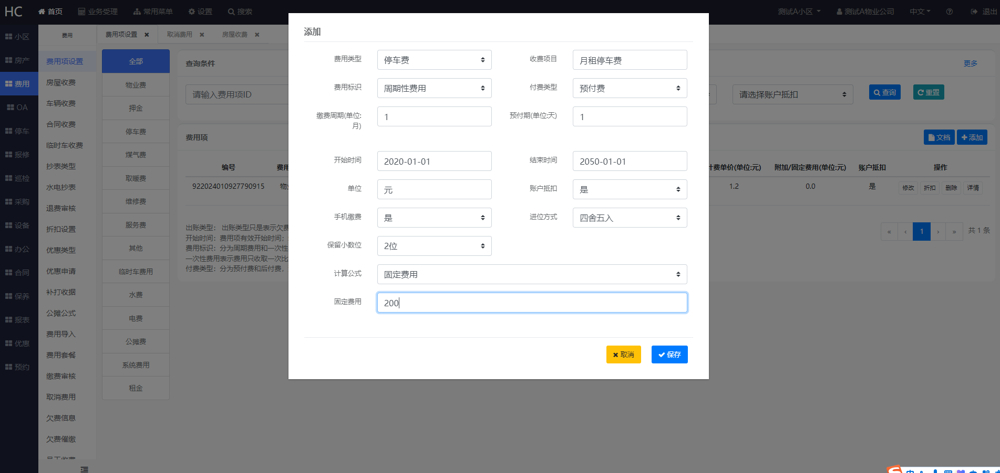 HC 首页 业务受理 常用菜单 设置 搜索 测试A小区 测试A物业公司 中文 退出
小区
房产
费用
OA
停车
报修
巡检
采购
设备
办公
合同
保养
报表
优惠
预约
费用
费用项设置
房屋收费
车辆收费
合同收费
临时车收费
抄表类型
水电抄表
退费审核
折扣设置
优惠类型
优惠申请
补打收据
公摊公式
费用导入
费用套餐
缴费审核
取消费用
欠费信息
欠费催缴
费用项设置 取消费用 房屋收费
全部
物业费
押金
停车费
煤气费
取暖费
维修费
服务费
其他
临时车费用
水费
电费
公摊费
系统费用
租金
查询条件 更多
请输入费用项ID 请选择账户抵扣 查询 重置
费用项 文档 添加
编号 费用 计费单价(单位:元) 附加/固定费用(单位:元) 账户抵扣 操作
922024010927790915 物业 1.2 0.0 是 修改 折扣 删除 详情
« ‹ 1 › » 共 1 条
出账类型： 出账类型只是表示欠费
开始时间：费用项有效开始时间；
费用标识：分为周期费用和一次性
一次性费用表示费用只收取一次比
付费类型：分为预付费和后付费，
添加
费用类型 停车费 收费项目 月租停车费
费用标识 周期性费用 付费类型 预付费
缴费周期(单位:
月) 1 预付期(单位:天) 1
开始时间 2020-01-01 结束时间 2050-01-01
单位 元 账户抵扣 是
手机缴费 是 进位方式 四舍五入
保留小数位 2位
计算公式 固定费用
固定费用 200
取消 保存